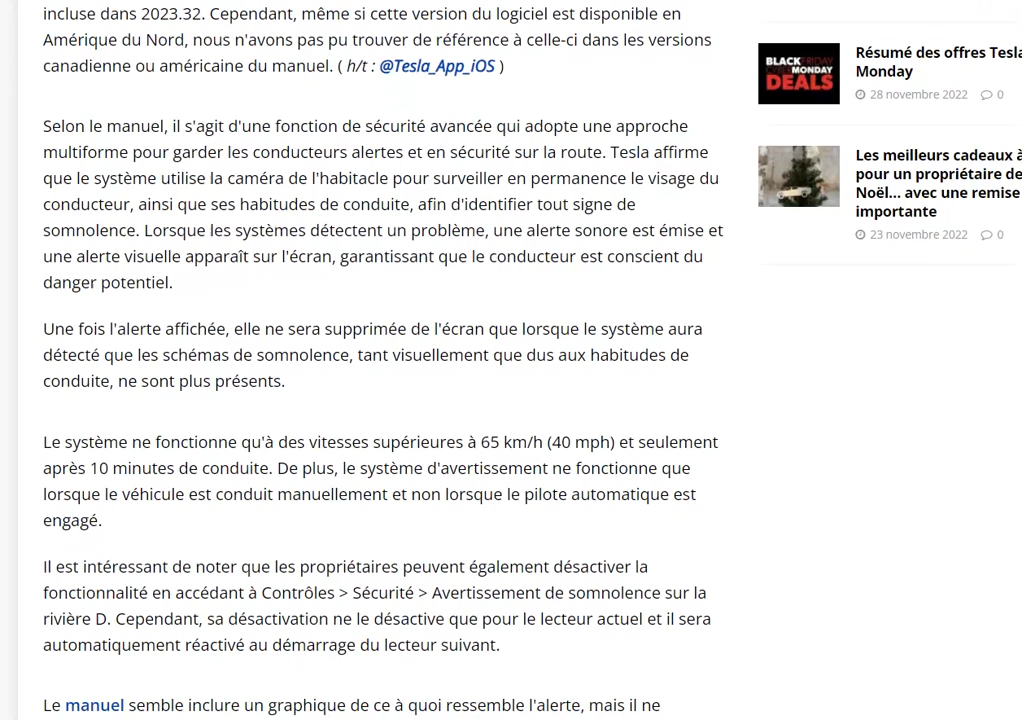 incluse dans 2023.32. Cependant, même si cette version du logiciel est disponible en
Amérique du Nord, nous n'avons pas pu trouver de référence à celle-ci dans les versions
canadienne ou américaine du manuel. ( h/t : @Tesla_App_iOS )
Selon le manuel, il s'agit d'une fonction de sécurité avancée qui adopte une approche
multiforme pour garder les conducteurs alertes et en sécurité sur la route. Tesla affirme
que le système utilise la caméra de l'habitacle pour surveiller en permanence le visage du
conducteur, ainsi que ses habitudes de conduite, afin d'identifier tout signe de
somnolence. Lorsque les systèmes détectent un problème, une alerte sonore est émise et
une alerte visuelle apparaît sur l'écran, garantissant que le conducteur est conscient du
danger potentiel.
Une fois l'alerte affichée, elle ne sera supprimée de l'écran que lorsque le système aura
détecté que les schémas de somnolence, tant visuellement que dus aux habitudes de
conduite, ne sont plus présents.
Le système ne fonctionne qu'à des vitesses supérieures à 65 km/h (40 mph) et seulement
après 10 minutes de conduite. De plus, le système d'avertissement ne fonctionne que
lorsque le véhicule est conduit manuellement et non lorsque le pilote automatique est
engagé.
Il est intéressant de noter que les propriétaires peuvent également désactiver la
fonctionnalité en accédant à Contrôles > Sécurité > Avertissement de somnolence sur la
rivière D. Cependant, sa désactivation ne le désactive que pour le lecteur actuel et il sera
automatiquement réactivé au démarrage du lecteur suivant.
Le manuel semble inclure un graphique de ce à quoi ressemble l'alerte, mais il ne
BLACK FRIDAY
MONDAY
DEALS
Résumé des offres Tesla
Monday
28 novembre 2022 0
Les meilleurs cadeaux à
pour un propriétaire de
Noël... avec une remise
importante
23 novembre 2022 0